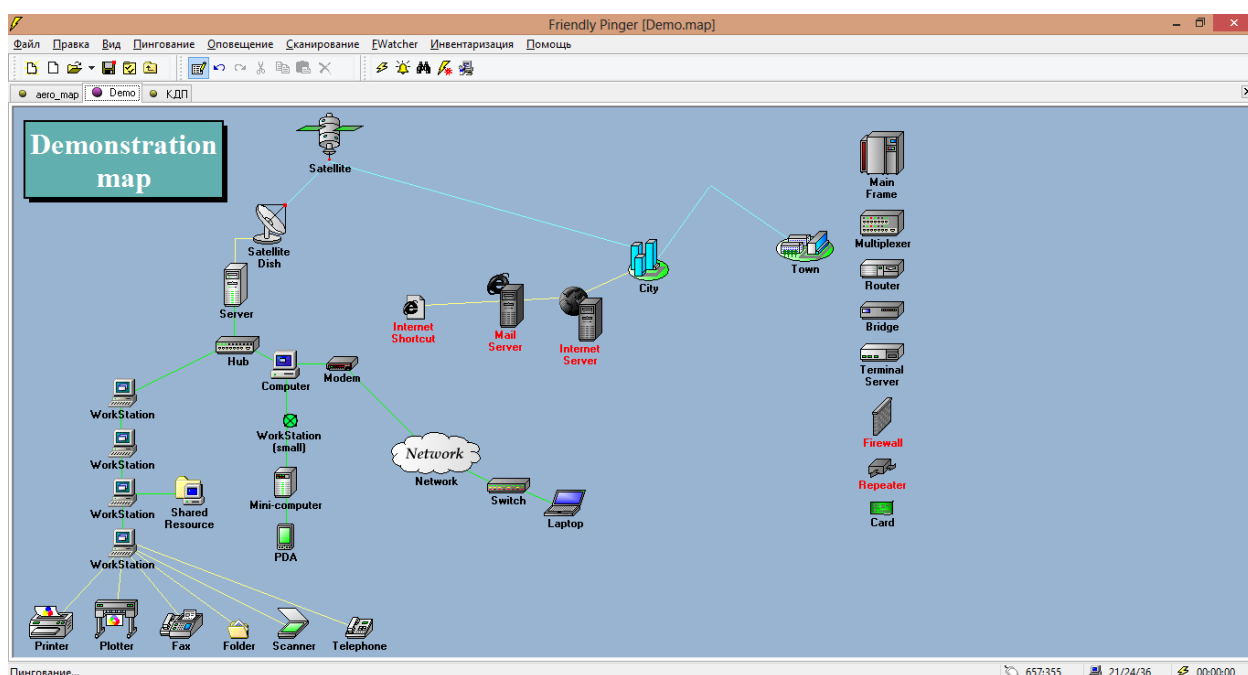 Friendly Pinger [Demo.map]
Файл Правка Вид Пингование Оповещение Сканирование FWatcher Инвентаризация Помощь
aero_map Demo КДП
Demonstration
map
Satellite
Main
Frame
Multiplexer
Satellite
Dish
Town
City
Router
Server
Internet
Shortcut
Mail
Server
Internet
Server
Bridge
Hub
Computer
Modem
Terminal
Server
WorkStation
WorkStation
(small)
Network
Firewall
WorkStation
Network
Repeater
Mini-computer
Switch
WorkStation
Shared
Resource
Laptop
Card
PDA
WorkStation
Printer Plotter Fax Folder Scanner Telephone
Пингование... 657:355 21/24/36 00:00:00